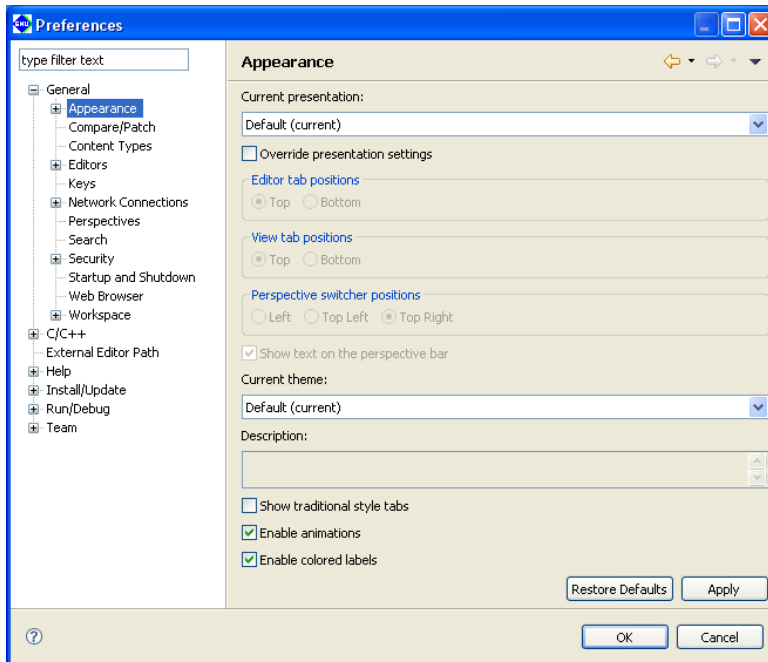 Preferences
type filter text
General
Appearance
Compare/Patch
Content Types
Editors
Keys
Network Connections
Perspectives
Search
Security
Startup and Shutdown
Web Browser
Workspace
C/C++
External Editor Path
Help
Install/Update
Run/Debug
Team
Appearance
Current presentation:
Default (current)
Override presentation settings
Editor tab positions
Top Bottom
View tab positions
Top Bottom
Perspective switcher positions
Left Top Left Top Right
Show text on the perspective bar
Current theme:
Default (current)
Description:
Show traditional style tabs
Enable animations
Enable colored labels
Restore Defaults Apply
? OK Cancel